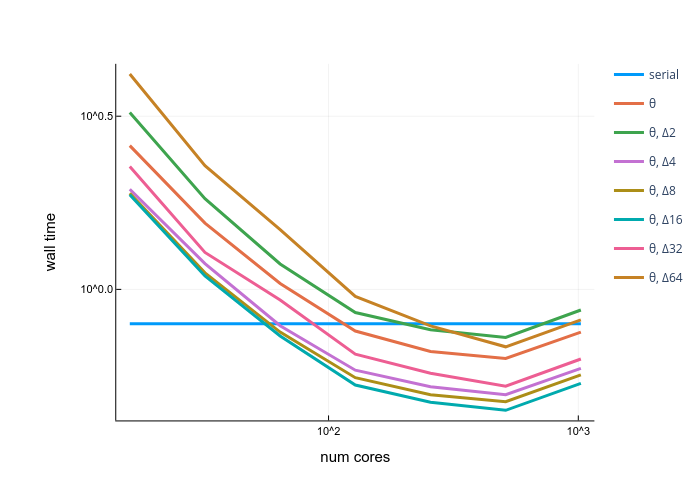 10^0.5
10^0.0
wall time
10^2
10^3
num cores
serial
θ
θ, Δ2
θ, Δ4
θ, Δ8
θ, Δ16
θ, Δ32
θ, Δ64